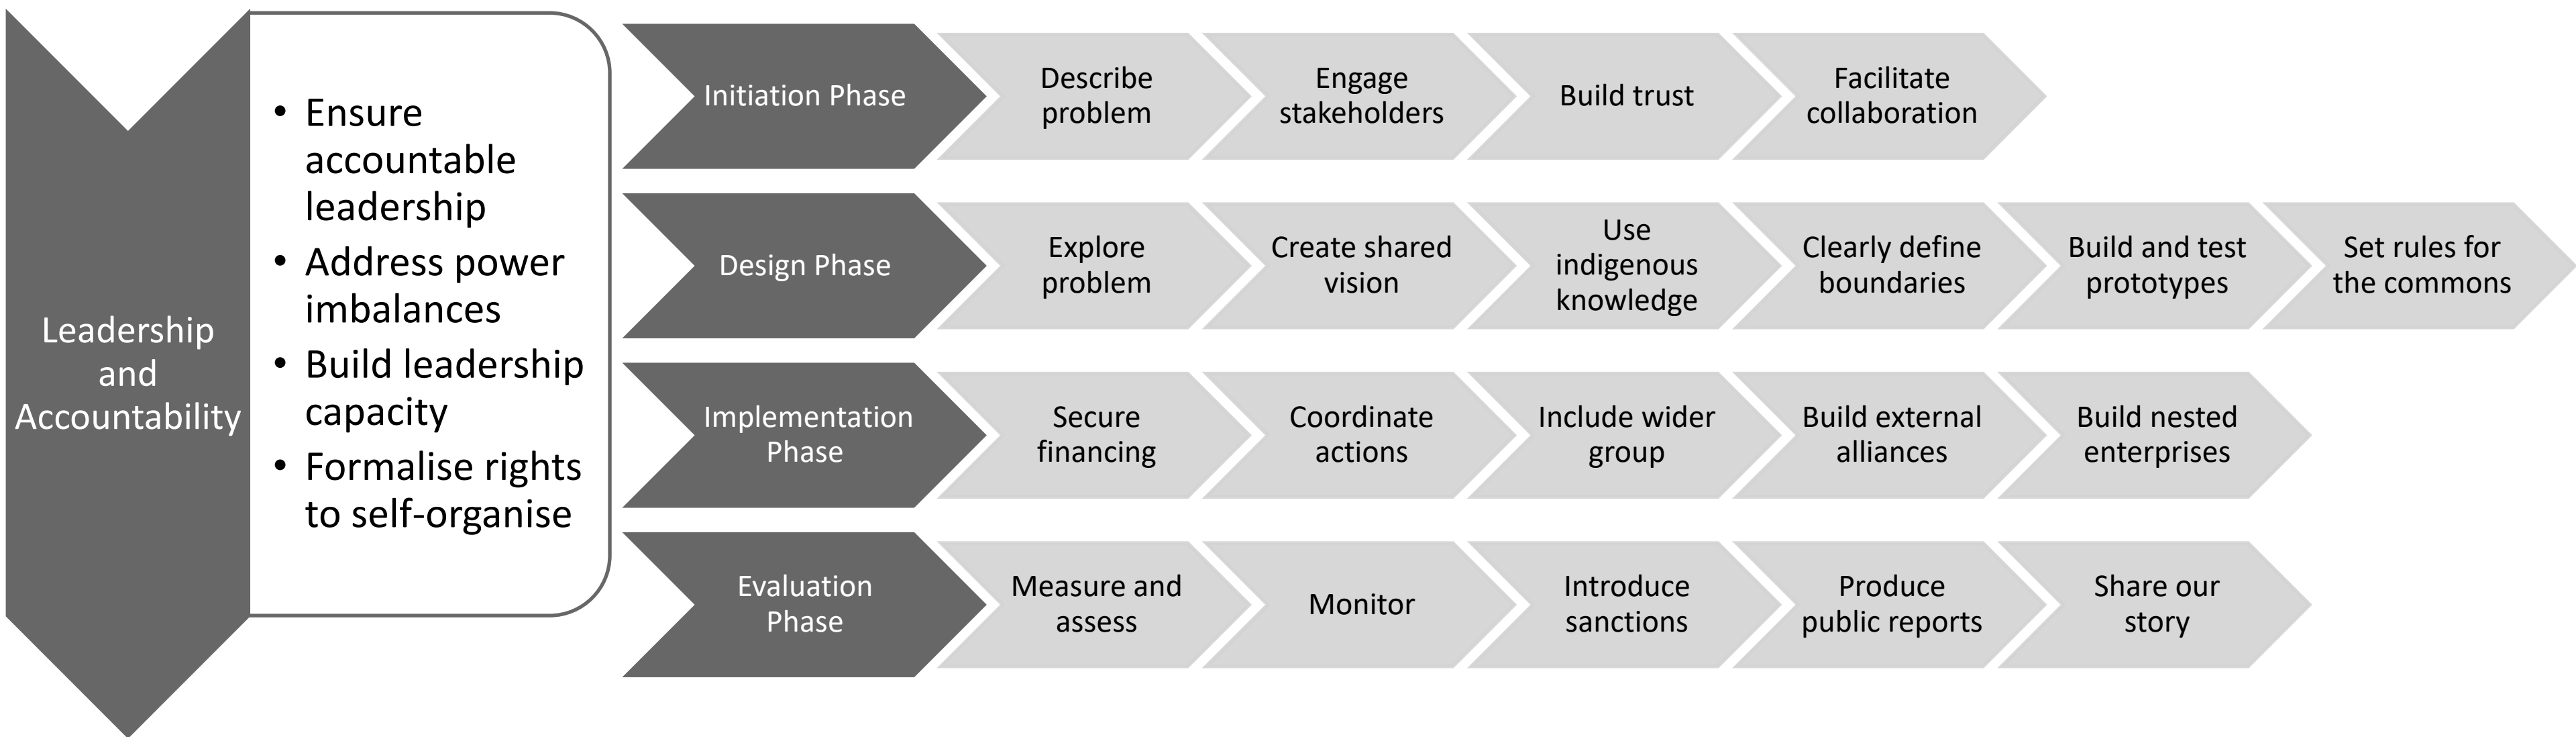 Leadership
and
Accountability
• Ensure
accountable
leadership
• Address power
imbalances
• Build leadership
capacity
• Formalise rights
to self-organise
Initiation Phase
Describe
problem
Engage
stakeholders
Build trust
Facilitate
collaboration
Design Phase
Explore
problem
Create shared
vision
Use
indigenous
knowledge
Clearly define
boundaries
Build and test
prototypes
Set rules for
the commons
Implementation
Phase
Secure
financing
Coordinate
actions
Include wider
group
Build external
alliances
Build nested
enterprises
Evaluation
Phase
Measure and
assess
Monitor
Introduce
sanctions
Produce
public reports
Share our
story